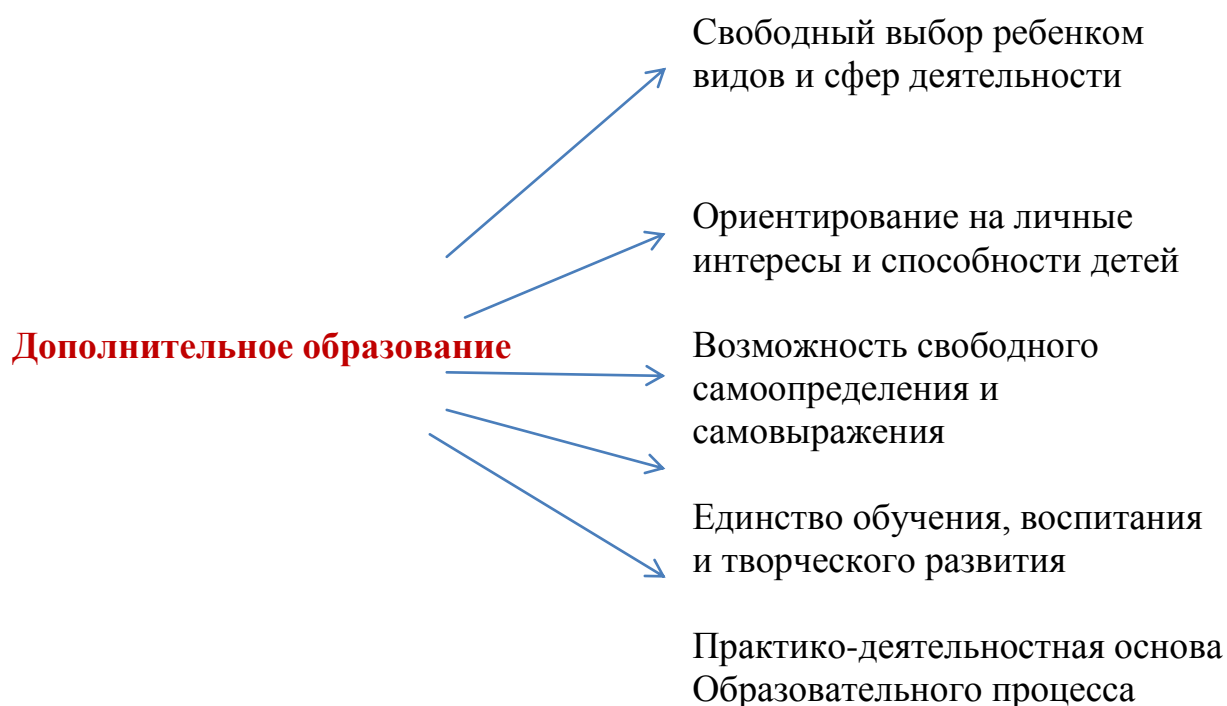 Свободный выбор ребенком
видов и сфер деятельности
Ориентирование на личные
интересы и способности детей
Дополнительное образование
Возможность свободного
самоопределения и
самовыражения
Единство обучения, воспитания
и творческого развития
Практико-деятельностная основа
Образовательного процесса